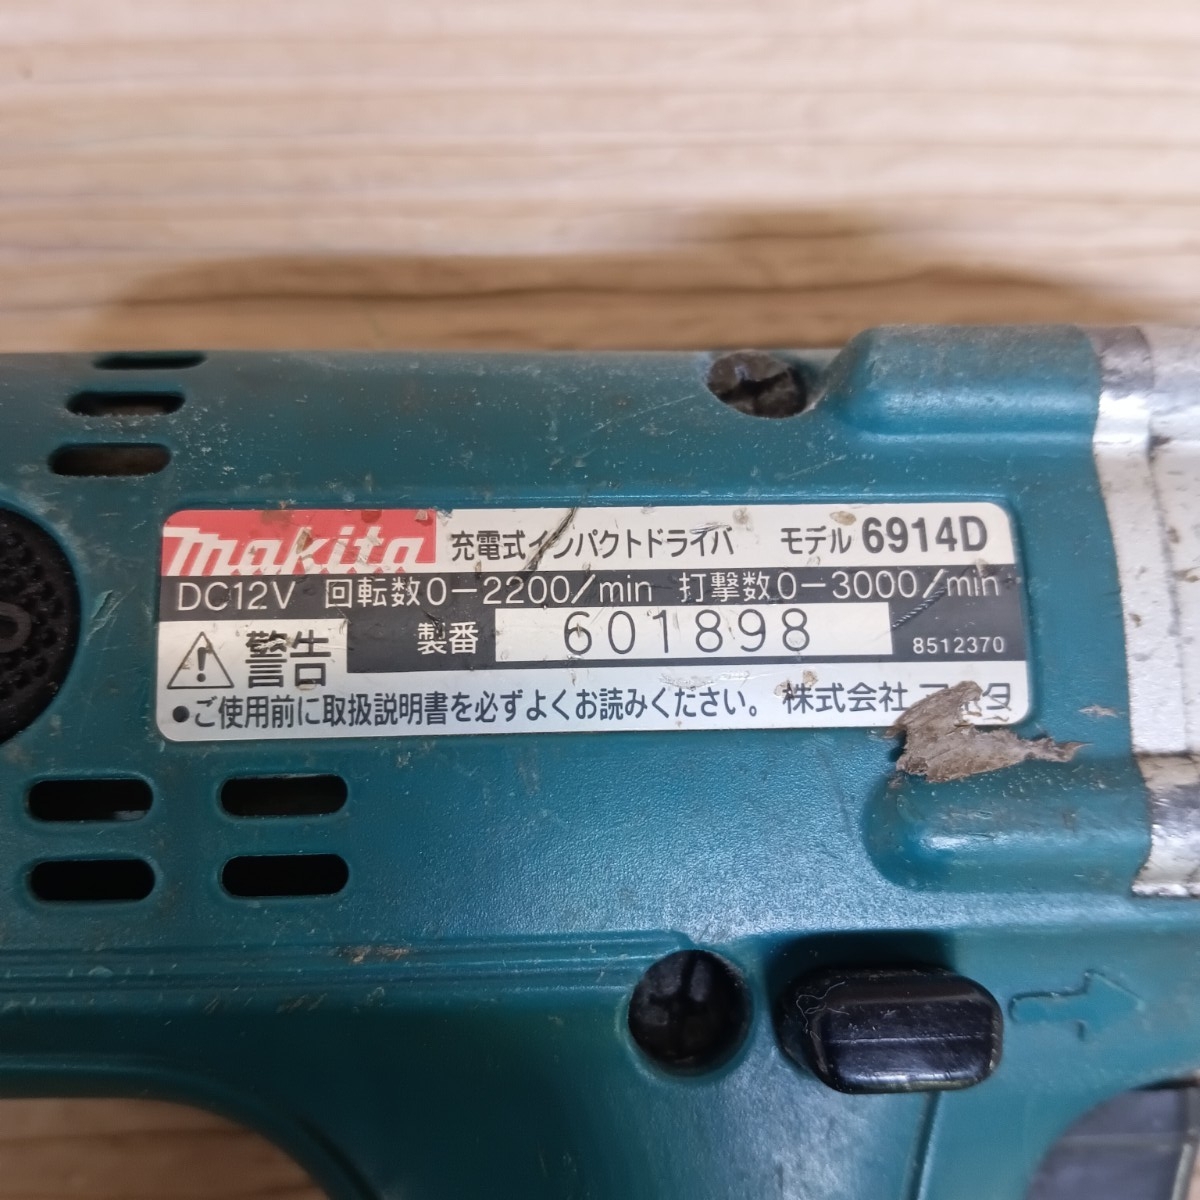 makita 充電式インパクトドライバ モデル 6914D
DC12V 回転数0-2200/min 打撃数0-3000/min
警告 製番 601898 8512370
●ご使用前に取扱説明書を必ずよくお読みください。 株式会社